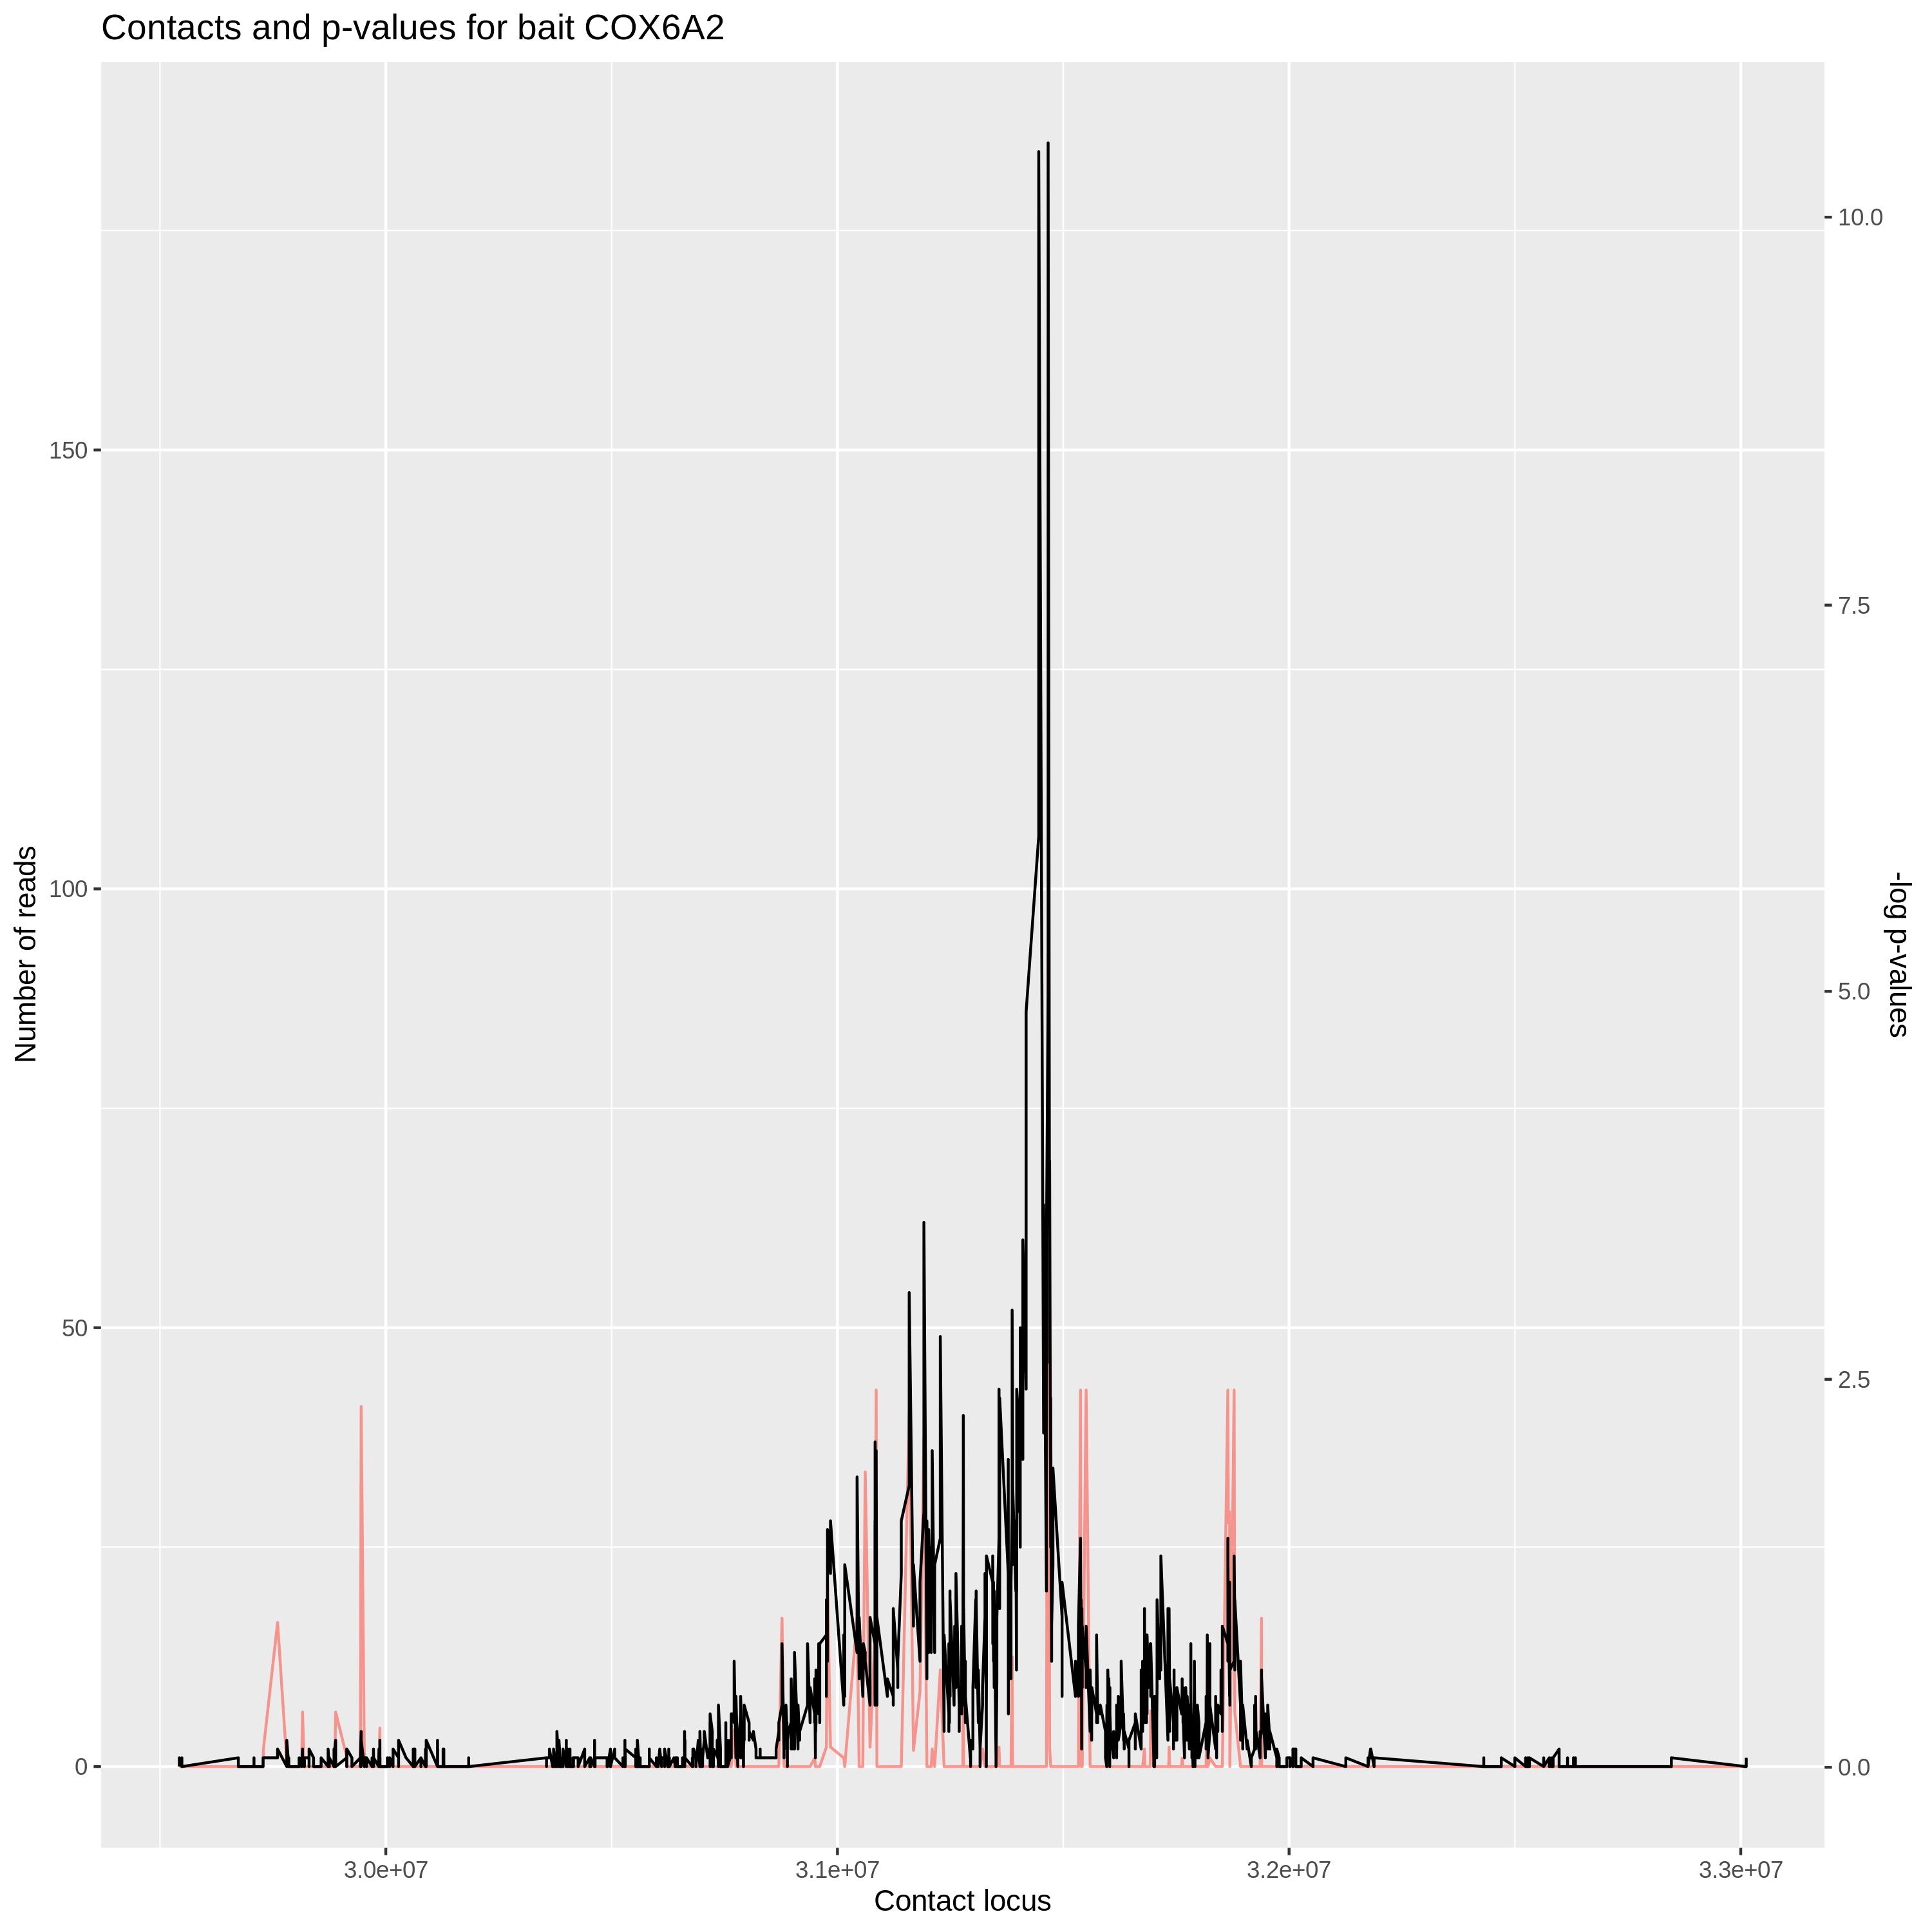 Contacts and p-values for bait COX6A2
Number of reads
150
100
50
0
10.0
7.5
5.0
2.5
0.0
-log p-values
3.0e+07
3.1e+07
3.2e+07
3.3e+07
Contact locus